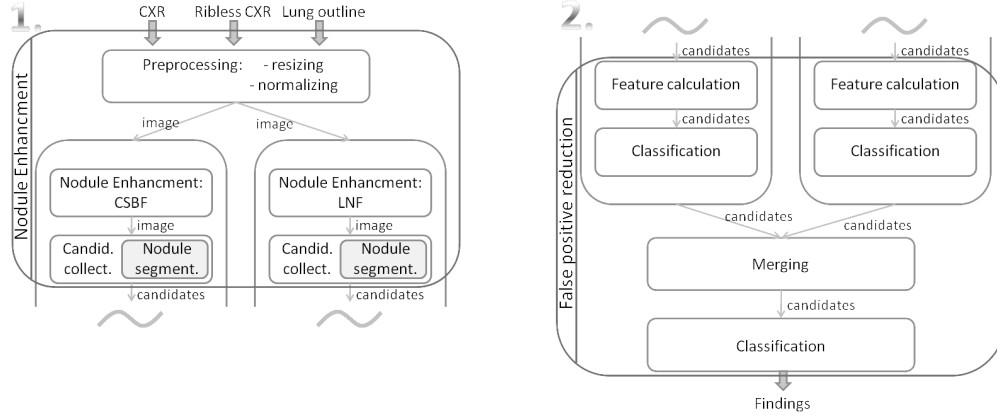 1.
CXR
Ribless CXR
Lung outline
Nodule Enhancment
Preprocessing: - resizing
- normalizing
image
image
Nodule Enhancment:
CSBF
image
Candid.
collect.
Nodule
segment.
candidates
Nodule Enhancment:
LNF
image
Candid.
collect.
Nodule
segment.
candidates
2.
False positive reduction
candidates
Feature calculation
candidates
Classification
candidates
candidates
Feature calculation
candidates
Classification
candidates
Merging
candidates
Classification
Findings